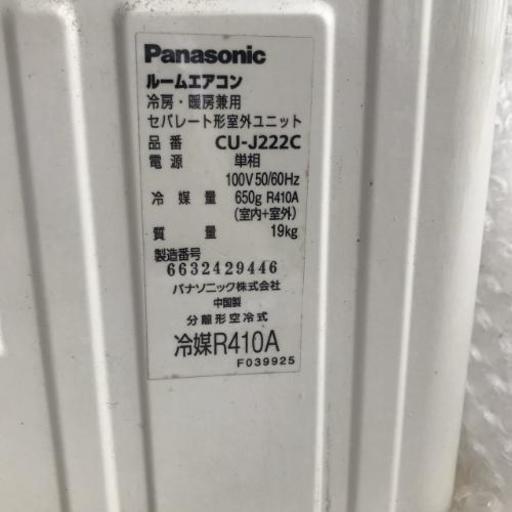 Panasonic
ルームエアコン
冷房・暖房兼用
セパレート形室外ユニット
品番 CU-J222C
電源 単相
100V 50/60Hz
冷媒量 650g R410A
(室内+室外)
質量 19kg
製造番号
6632429446
パナソニック株式会社
中国製
分離形空冷式
冷媒R410A
F039925